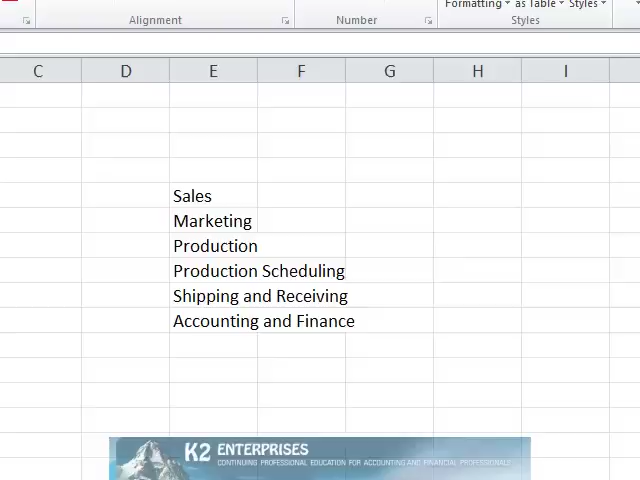 Formatting as Table Styles
Alignment Number Styles
C D E F G H I
Sales
Marketing
Production
Production Scheduling
Shipping and Receiving
Accounting and Finance
K2 ENTERPRISES
CONTINUING PROFESSIONAL EDUCATION FOR ACCOUNTING AND FINANCIAL PROFESSIONALS